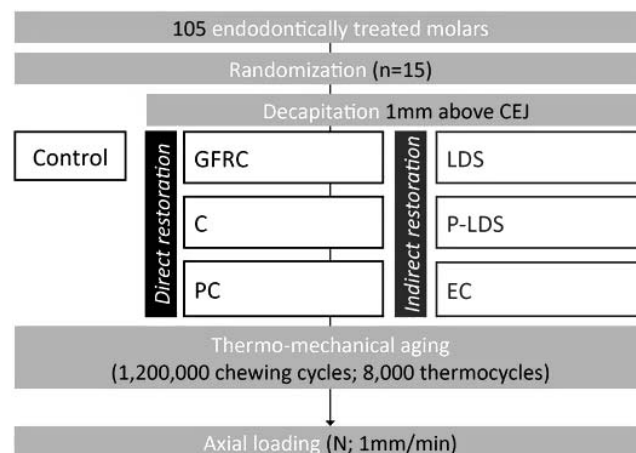 105 endodontically treated molars
Randomization (n=15)
Decapitation 1mm above CEJ
Control
Direct restoration
GFRC
C
PC
Indirect restoration
LDS
P-LDS
EC
Thermo-mechanical aging
(1,200,000 chewing cycles; 8,000 thermocycles)
Axial loading (N; 1mm/min)